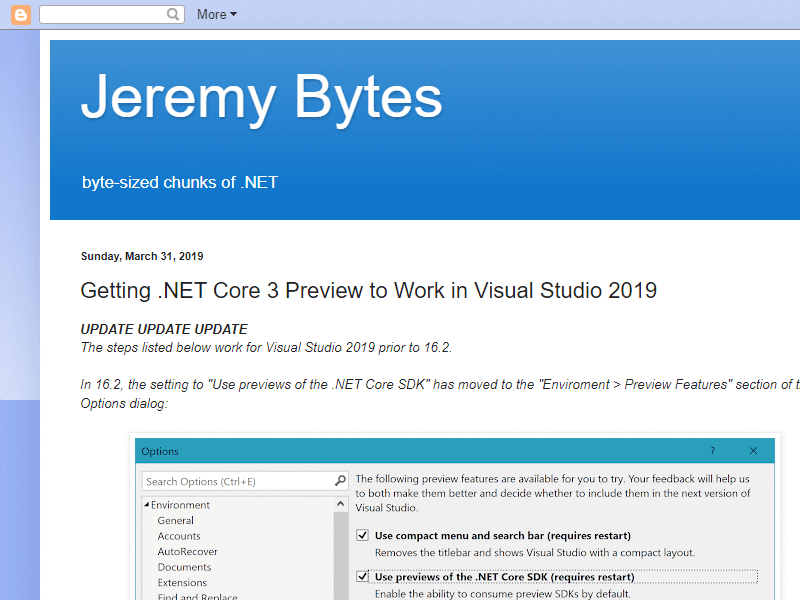 More
Jeremy Bytes
byte-sized chunks of .NET
Sunday, March 31, 2019
Getting .NET Core 3 Preview to Work in Visual Studio 2019
UPDATE UPDATE UPDATE
The steps listed below work for Visual Studio 2019 prior to 16.2.
In 16.2, the setting to "Use previews of the .NET Core SDK" has moved to the "Enviroment > Preview Features" section of t
Options dialog:
Options
Search Options (Ctrl+E)
Environment
General
Accounts
AutoRecover
Documents
Extensions
Find and Replace
The following preview features are available for you to try. Your feedback will help us
to both make them better and decide whether to include them in the next version of
Visual Studio.
Use compact menu and search bar (requires restart)
Removes the titlebar and shows Visual Studio with a compact layout.
Use previews of the .NET Core SDK (requires restart)
Enable the ability to consume preview SDKs by default.